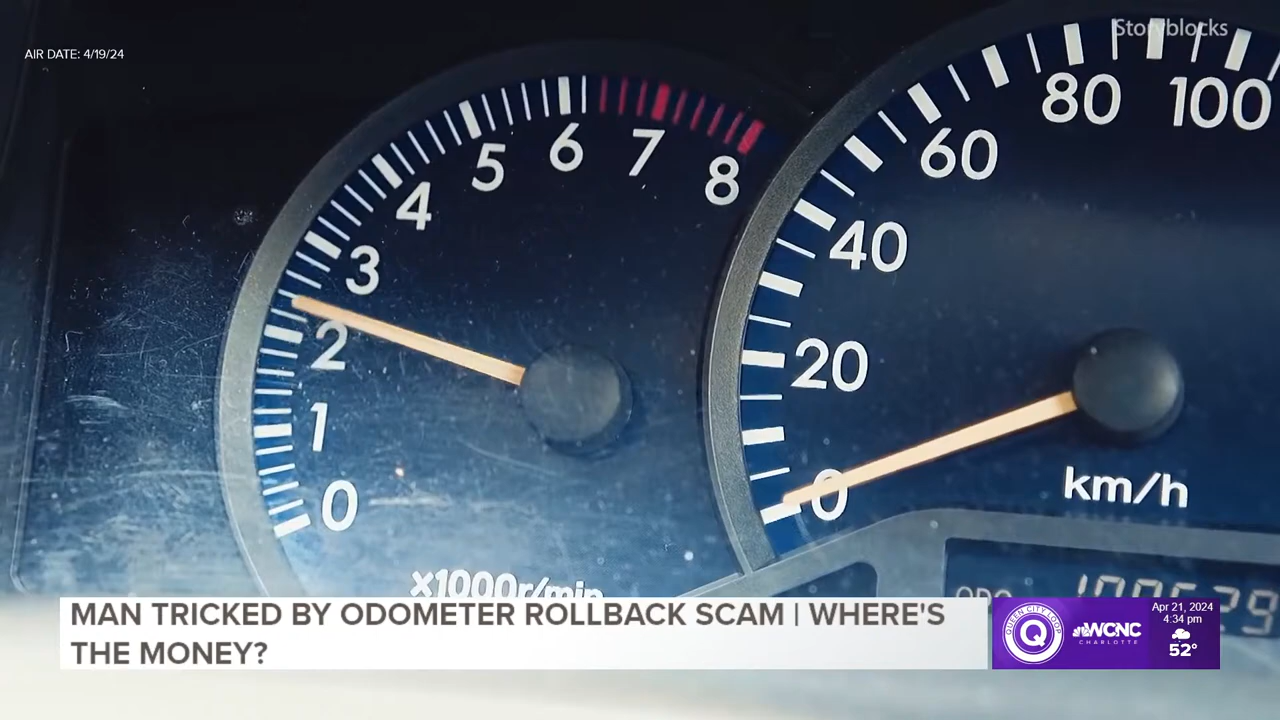 Storyblocks
AIR DATE: 4/19/24
80
100
60
6
7
5
8
4
40
3
2
20
1
0
0
km/h
x1000r/min
ODO
MAN TRICKED BY ODOMETER ROLLBACK SCAM | WHERE'S
THE MONEY?
QUEEN CITY LOOP
Q
WCNC
CHARLOTTE
Apr 21, 2024
4:34 pm
52°